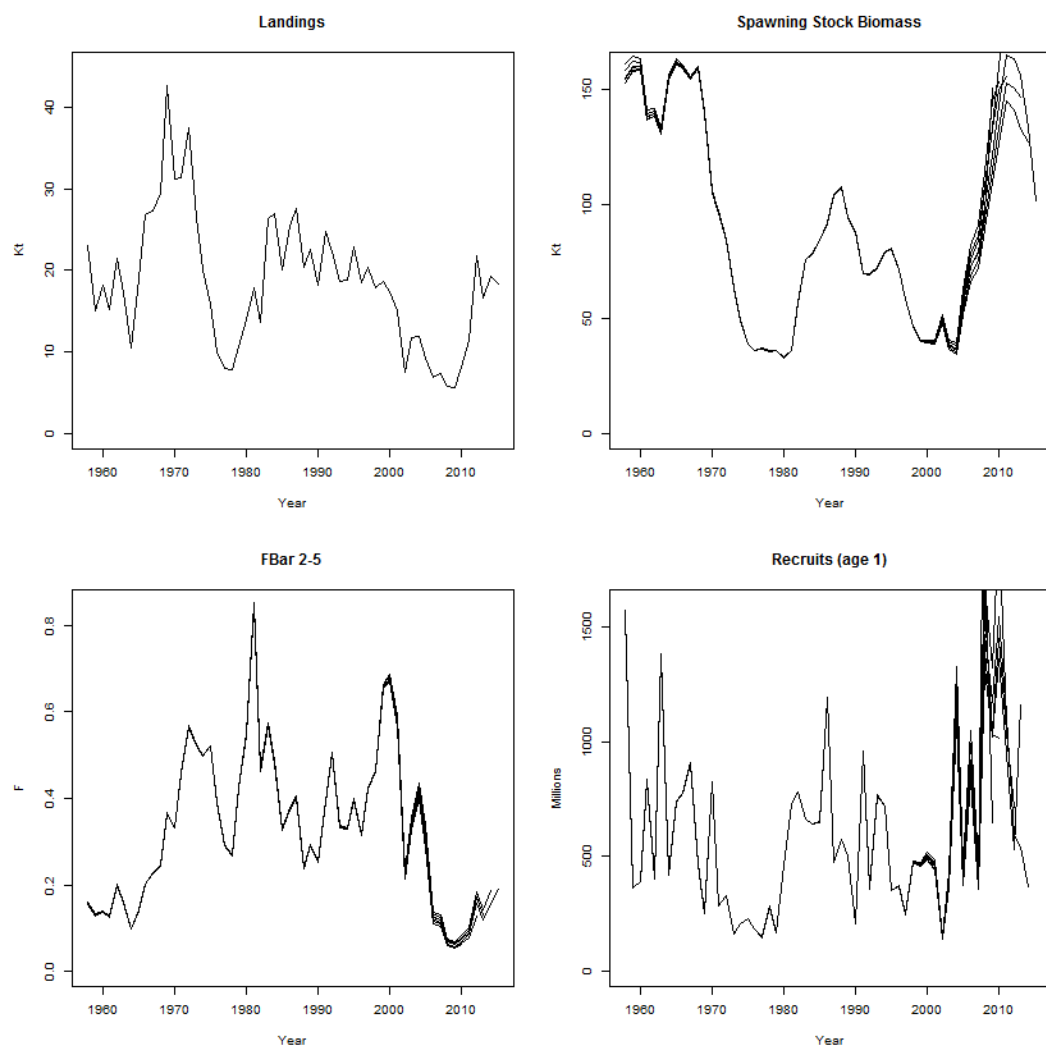 Landings
Kt
0 10 20 30 40
1960 1970 1980 1990 2000 2010
Year
Spawning Stock Biomass
Kt
0 50 100 150
1960 1970 1980 1990 2000 2010
Year
FBar 2-5
F
0.0 0.2 0.4 0.6 0.8
1960 1970 1980 1990 2000 2010
Year
Recruits (age 1)
Millions
0 500 1000 1500
1960 1970 1980 1990 2000 2010
Year